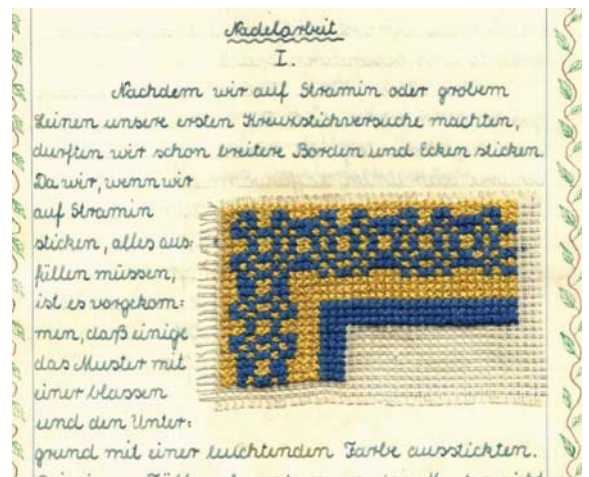 Nadelarbeit
I.
Nachdem wir auf Stramin oder grobem
Leinen unsere ersten Kreuzstichversuche machten,
durften wir schon breitere Borden und Ecken sticken.
Da wir, wenn wir
auf Stramin
sticken, alles aus=
füllen müssen,
ist es vorgekom=
men, daß einige
das Muster mit
einer blassen
und den Unter=
grund mit einer leuchtenden Farbe ausstickten.